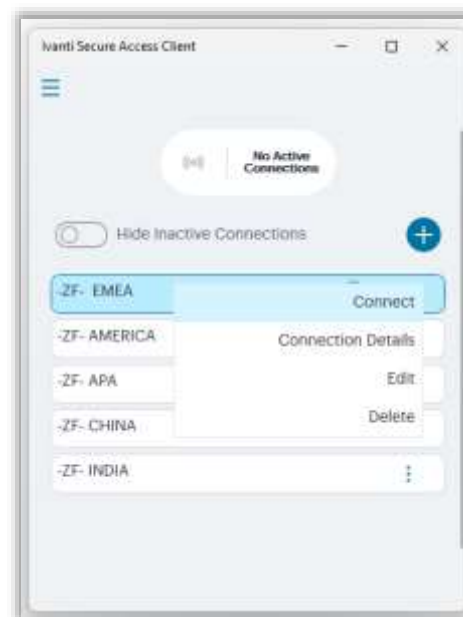 Ivanti Secure Access Client
No Active
Connections
Hide Inactive Connections
-ZF- EMEA
Connect
-ZF- AMERICA
Connection Details
-ZF- APA
Edit
Delete
-ZF- CHINA
-ZF- INDIA